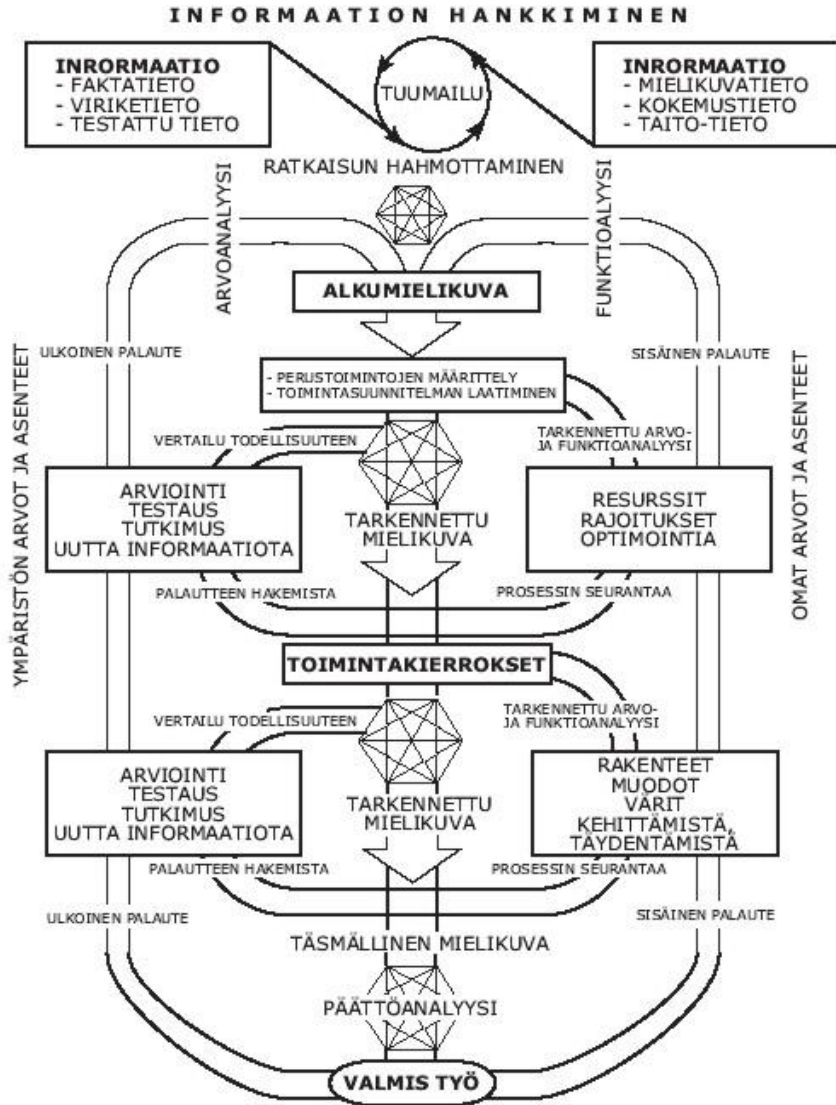 INFORMAATION HANKKIMINEN
INRORMAATIO
- FAKTATIETO
- VIRIKETIETO
- TESTATTU TIETO
TUUMAILU
INRORMAATIO
- MIELIKUVATIETO
- KOKEMUSTIETO
- TAITO-TIETO
RATKAISUN HAHMOTTAMINEN
ARVOANALYYSI
FUNKTIOALYYSI
ALKUMIELIKUVA
ULKOINEN PALAUTE
SISÄINEN PALAUTE
YMPÄRISTÖN ARVOT JA ASENTEET
OMAT ARVOT JA ASENTEET
- PERUSTOIMINTOJEN MÄÄRITTELY
- TOIMINTASUUNNITELMAN LAATIMINEN
VERTAILU TODELLISUUTEEN
TARKENNETTU ARVO-
JA FUNKTIOANALYYSI
ARVIOINTI
TESTAUS
TUTKIMUS
UUTTA INFORMAATIOTA
TARKENNETTU
MIELIKUVA
RESURSSIT
RAJOITUKSET
OPTIMOINTIA
PALAUTTEEN HAKEMISTA
PROSESSIN SEURANTAA
TOIMINTAKIERROKSET
VERTAILU TODELLISUUTEEN
TARKENNETTU ARVO-
JA FUNKTIOANALYYSI
ARVIOINTI
TESTAUS
TUTKIMUS
UUTTA INFORMAATIOTA
TARKENNETTU
MIELIKUVA
RAKENTEET
MUODOT
VÄRIT
KEHITTÄMISTÄ,
TÄYDENTÄMISTÄ
PALAUTTEEN HAKEMISTA
PROSESSIN SEURANTAA
ULKOINEN PALAUTE
SISÄINEN PALAUTE
TÄSMÄLLINEN MIELIKUVA
PÄÄTTÖANALYYSI
VALMIS TYÖ